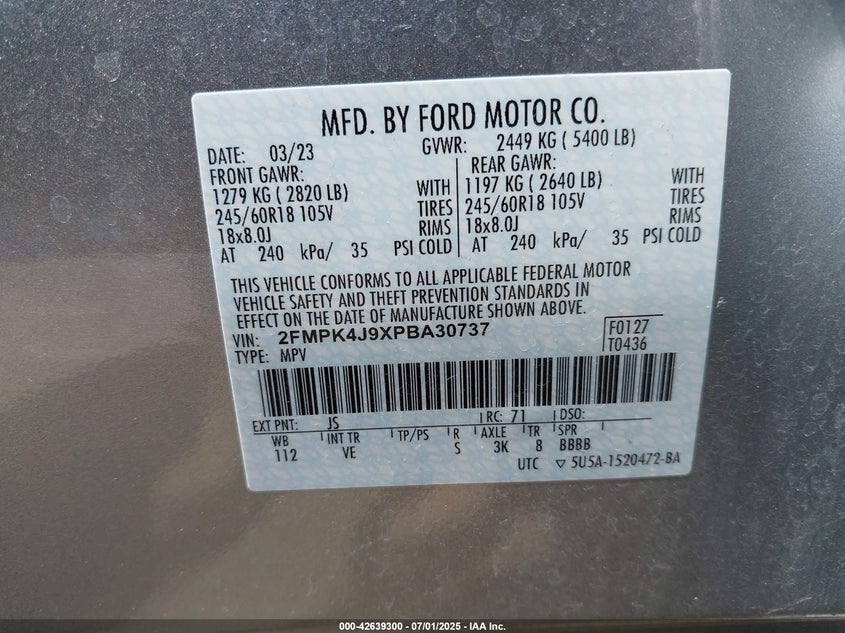 MFD. BY FORD MOTOR CO.
DATE: 03/23 GVWR: 2449 KG ( 5400 LB)
FRONT GAWR: REAR GAWR:
1279 KG ( 2820 LB) WITH 1197 KG ( 2640 LB) WITH
245/60R18 105V TIRES 245/60R18 105V TIRES
18x8.0J RIMS 18x8.0J RIMS
AT 240 kPa/ 35 PSI COLD AT 240 kPa/ 35 PSI COLD
THIS VEHICLE CONFORMS TO ALL APPLICABLE FEDERAL MOTOR
VEHICLE SAFETY AND THEFT PREVENTION STANDARDS IN
EFFECT ON THE DATE OF MANUFACTURE SHOWN ABOVE.
VIN: 2FMPK4J9XPBA30737 F0127
TYPE: MPV T0436
EXT PNT: JS RC: 71 DSO:
WB INT TR TP/PS R AXLE TR SPR
112 VE S 3K 8 BBBB
UTC ▽ 5U5A-1520472-BA
000-42639300 - 07/01/2025 - IAA Inc.